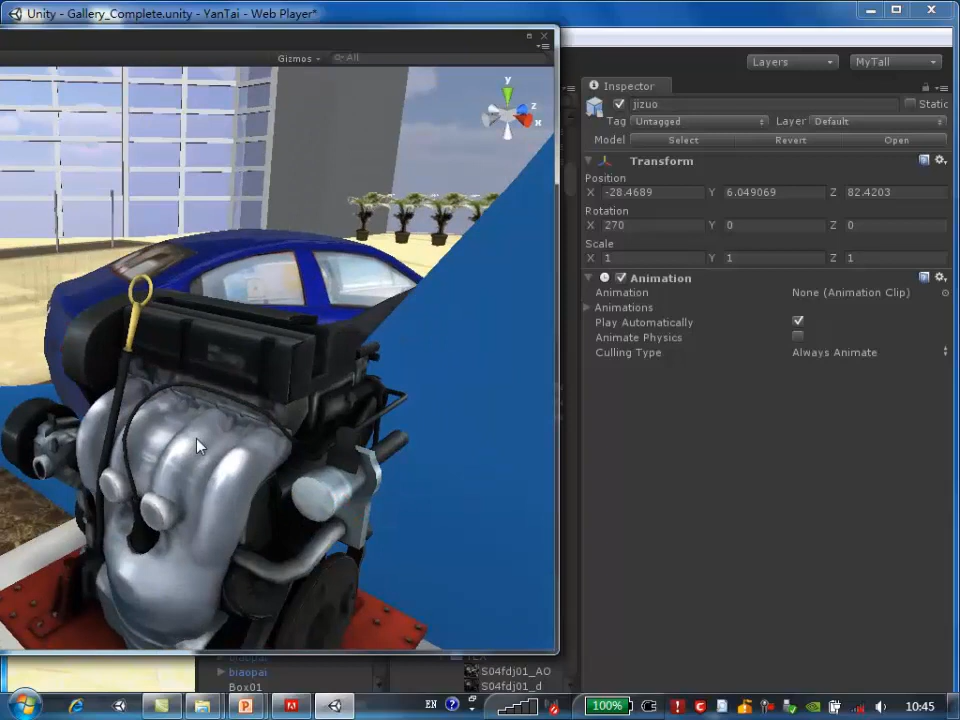 Unity - Gallery_Complete.unity - YanTai - Web Player*
Gizmos
All
y
z
x
Layers
MyTall
Inspector
jizuo
Static
Tag
Untagged
Layer
Default
Model
Select
Revert
Open
Transform
Position
X -28.4689 Y 6.049069 Z 82.4203
Rotation
X 270 Y 0 Z 0
Scale
X 1 Y 1 Z 1
Animation
Animation None (Animation Clip)
Animations
Play Automatically
Animate Physics
Culling Type Always Animate
biaopai
biaopai
Box01
S04fdj01_AO
S04fdj01_d
EN
100%
10:45